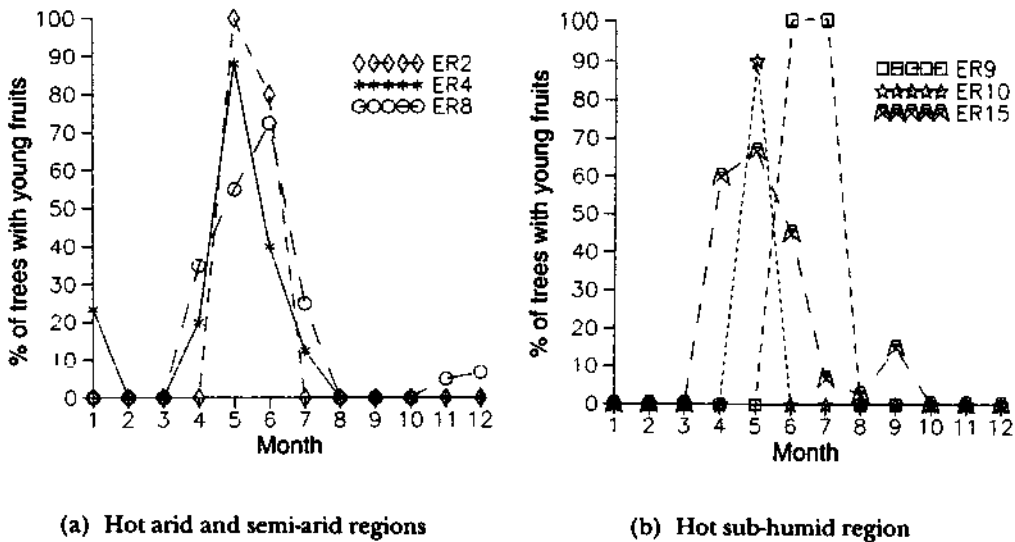 % of trees with young fruits
100
90
80
70
60
50
40
30
20
10
0
1 2 3 4 5 6 7 8 9 10 11 12
Month
ER2
ER4
ER8
(a) Hot arid and semi-arid regions
% of trees with young fruits
100
90
80
70
60
50
40
30
20
10
0
1 2 3 4 5 6 7 8 9 10 11 12
Month
ER9
ER10
ER15
(b) Hot sub-humid region